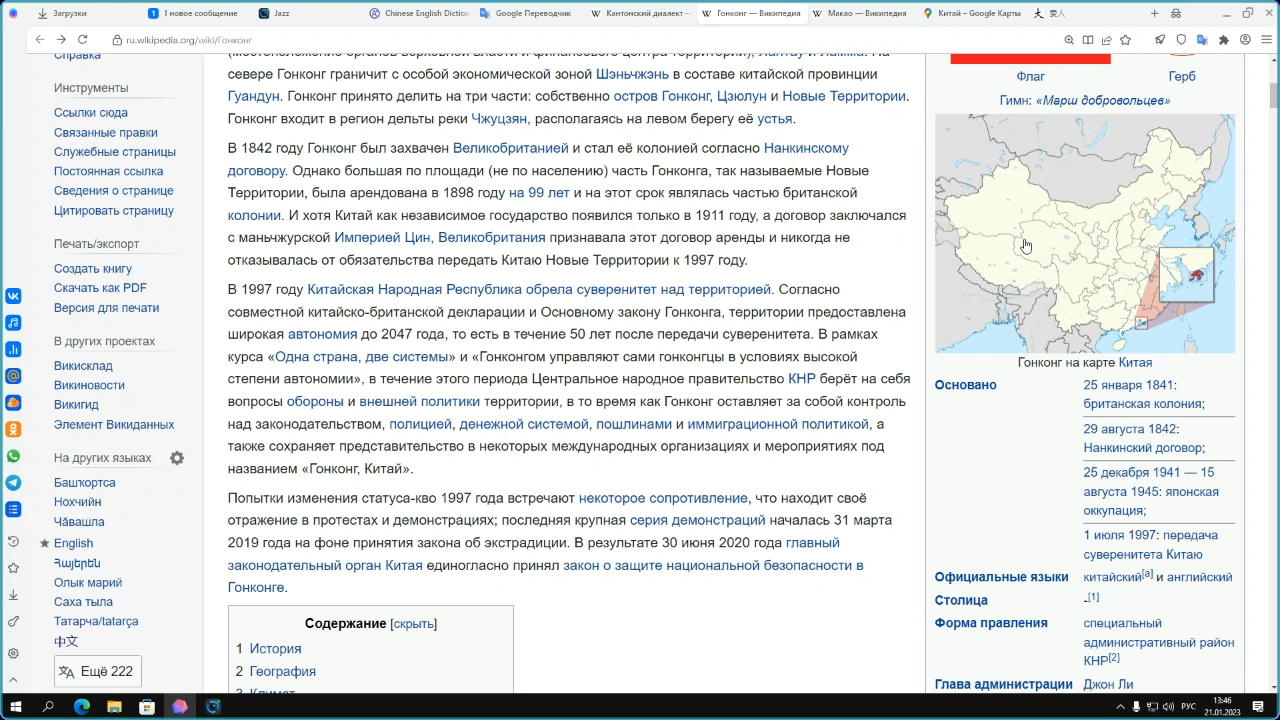 Загрузки
1 новое сообщение
Jazz
Chinese English Diction
Google Переводчик
Кантонский диалект —
Гонконг — Википедия
Макао — Википедия
Китай – Google Карты
爱人
ru.wikipedia.org/wiki/Гонконг
Справка
Инструменты
Ссылки сюда
Связанные правки
Служебные страницы
Постоянная ссылка
Сведения о странице
Цитировать страницу
Печать/экспорт
Создать книгу
Скачать как PDF
Версия для печати
В других проектах
Викисклад
Викиновости
Викигид
Элемент Викиданных
На других языках
Башҡортса
Нохчийн
Чӑвашла
English
Հայերեն
Олык марий
Саха тыла
Татарча/tatarça
中文
Ещё 222
(местоположение органов верховной власти и финансового центра территории), Лантау и Ламма. На
севере Гонконг граничит с особой экономической зоной Шэньчжэнь в составе китайской провинции
Гуандун. Гонконг принято делить на три части: собственно остров Гонконг, Цзюлун и Новые Территории.
Гонконг входит в регион дельты реки Чжуцзян, располагаясь на левом берегу её устья.
В 1842 году Гонконг был захвачен Великобританией и стал её колонией согласно Нанкинскому
договору. Однако большая по площади (не по населению) часть Гонконга, так называемые Новые
Территории, была арендована в 1898 году на 99 лет и на этот срок являлась частью британской
колонии. И хотя Китай как независимое государство появился только в 1911 году, а договор заключался
с маньчжурской Империей Цин, Великобритания признавала этот договор аренды и никогда не
отказывалась от обязательства передать Китаю Новые Территории к 1997 году.
В 1997 году Китайская Народная Республика обрела суверенитет над территорией. Согласно
совместной китайско-британской декларации и Основному закону Гонконга, территории предоставлена
широкая автономия до 2047 года, то есть в течение 50 лет после передачи суверенитета. В рамках
курса «Одна страна, две системы» и «Гонконгом управляют сами гонконгцы в условиях высокой
степени автономии», в течение этого периода Центральное народное правительство КНР берёт на себя
вопросы обороны и внешней политики территории, в то время как Гонконг оставляет за собой контроль
над законодательством, полицией, денежной системой, пошлинами и иммиграционной политикой, а
также сохраняет представительство в некоторых международных организациях и мероприятиях под
названием «Гонконг, Китай».
Попытки изменения статуса-кво 1997 года встречают некоторое сопротивление, что находит своё
отражение в протестах и демонстрациях; последняя крупная серия демонстраций началась 31 марта
2019 года на фоне принятия закона об экстрадиции. В результате 30 июня 2020 года главный
законодательный орган Китая единогласно принял закон о защите национальной безопасности в
Гонконге.
Содержание [скрыть]
1 История
2 География
3 Климат
Флаг
Герб
Гимн: «Марш добровольцев»
Гонконг на карте Китая
Основано
25 января 1841:
британская колония;
29 августа 1842:
Нанкинский договор;
25 декабря 1941 — 15
августа 1945: японская
оккупация;
1 июля 1997: передача
суверенитета Китаю
Официальные языки
китайский[a] и английский
Столица
-[1]
Форма правления
специальный
административный район
КНР[2]
Глава администрации
Джон Ли
РУС
13:46
21.01.2023